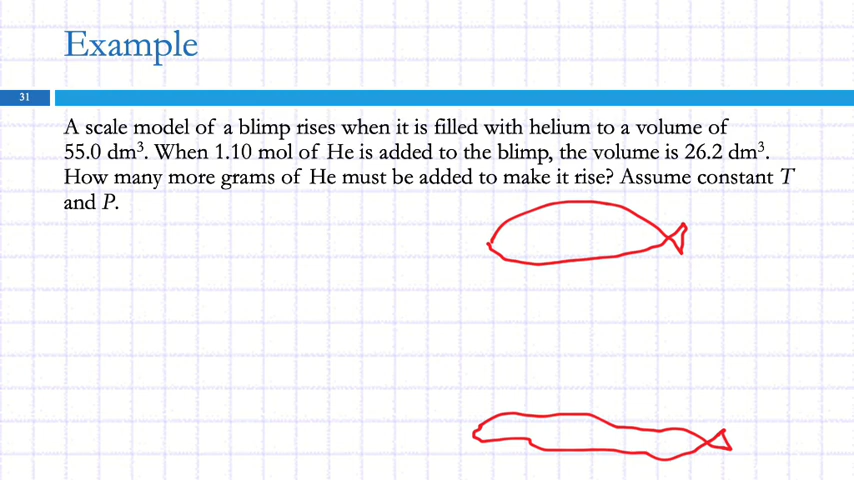 Example
31
A scale model of a blimp rises when it is filled with helium to a volume of
55.0 dm³. When 1.10 mol of He is added to the blimp, the volume is 26.2 dm³.
How many more grams of He must be added to make it rise? Assume constant T
and P.